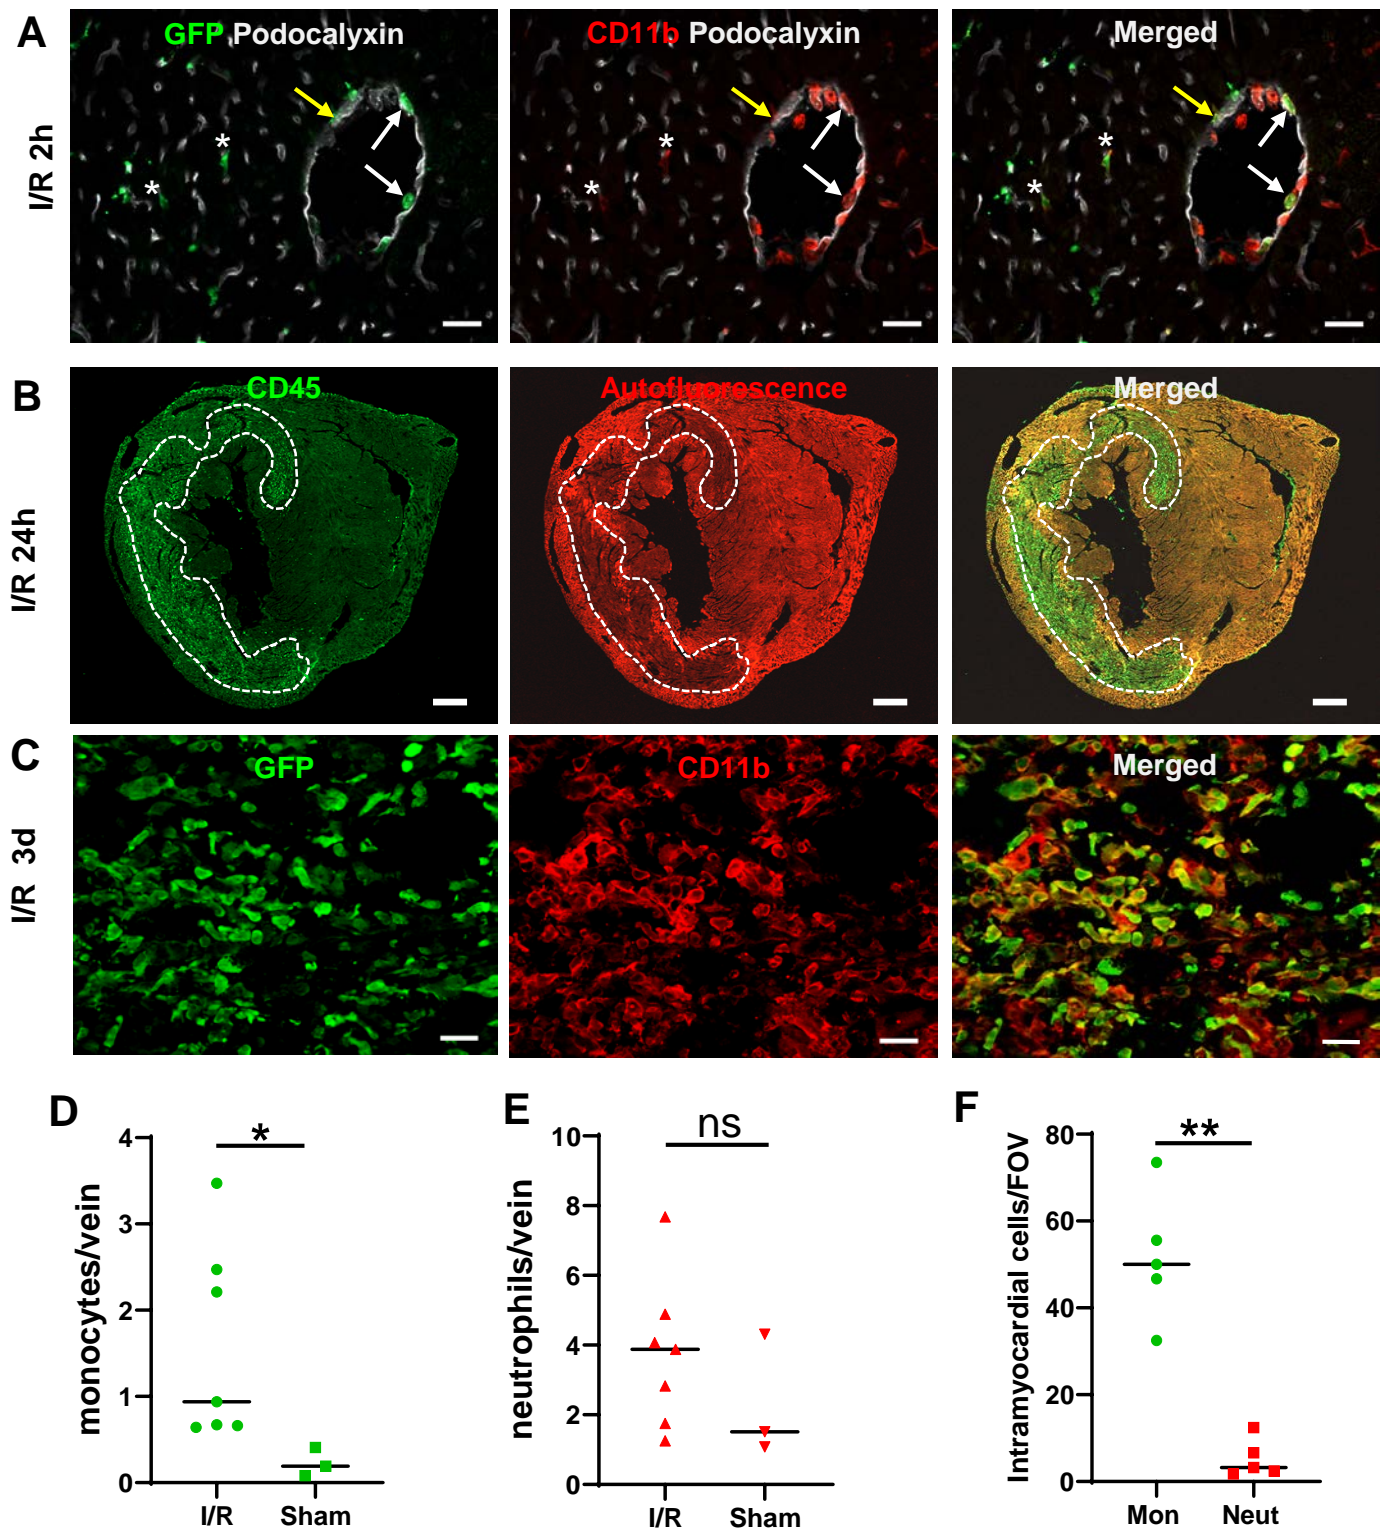 A
I/R 2h
GFP Podocalyxin
CD11b Podocalyxin
Merged
*
*
*
*
*
*
B
I/R 24h
CD45
Autofluorescence
Merged
C
I/R 3d
GFP
CD11b
Merged
D
monocytes/vein
4
3
2
1
0
*
I/R
Sham
E
neutrophils/vein
10
8
6
4
2
0
ns
I/R
Sham
F
Intramyocardial cells/FOV
80
60
40
20
0
**
Mon
Neut